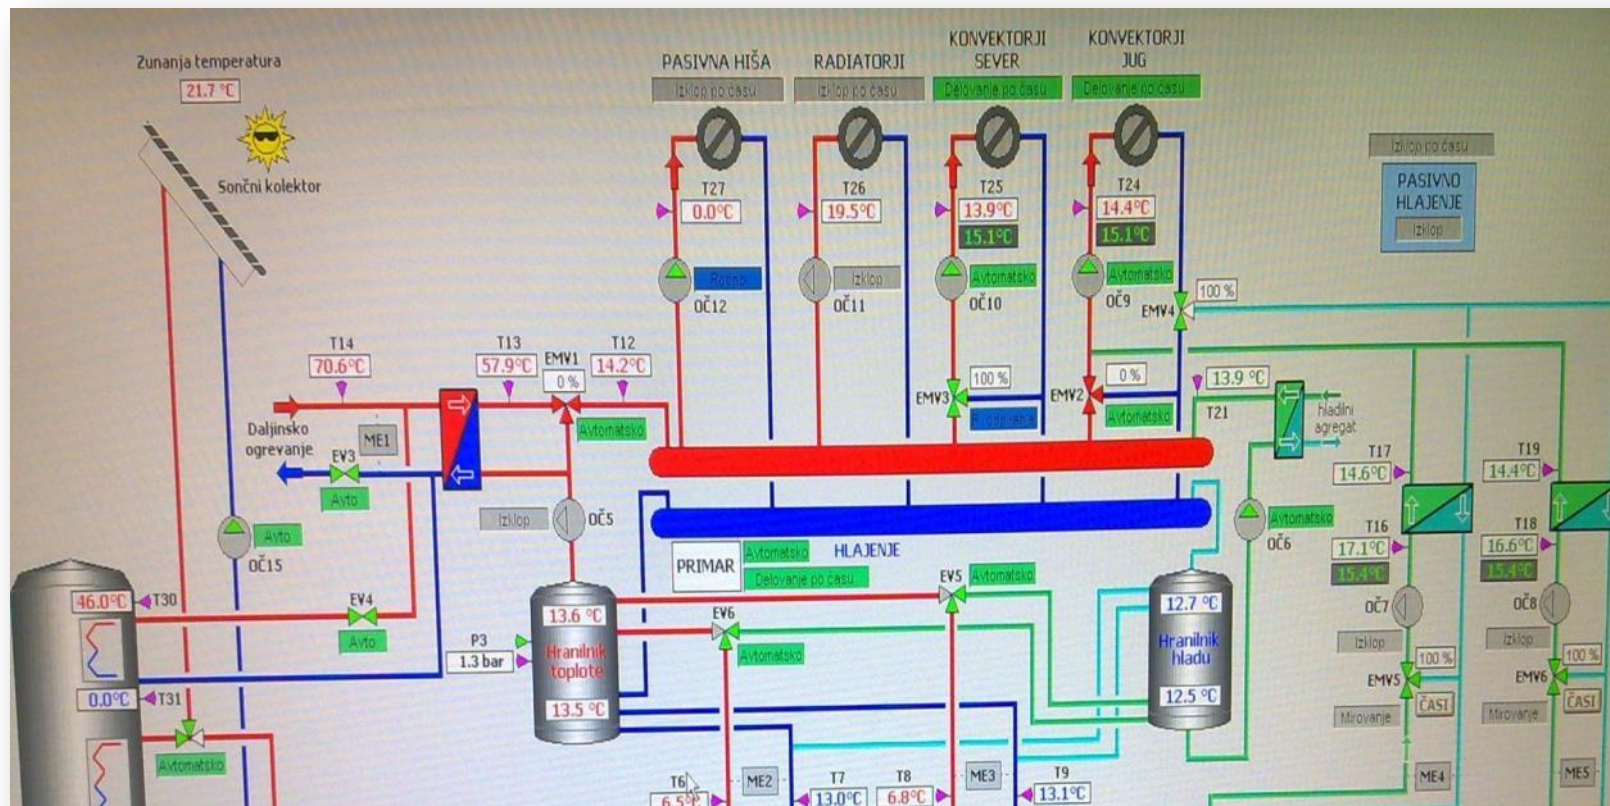 Zunanja temperatura
21.7 °C
Sončni kolektor
PASIVNA HIŠA
Izklop po času
RADIATORJI
Izklop po času
KONVEKTORJI
SEVER
Delovanje po času
KONVEKTORJI
JUG
Delovanje po času
Izklop po času
PASIVNO
HLAJENJE
Izklop
T27
0.0°C
T26
19.5°C
T25
13.9°C
15.1°C
T24
14.4°C
15.1°C
Ročno
OČ12
Izklop
OČ11
Avtomatsko
OČ10
Avtomatsko
OČ9
EMV4
100 %
T14
70.6°C
T13
57.9°C
EMV1
0 %
T12
14.2°C
Avtomatsko
Daljinsko
ogrevanje
ME1
EV3
Avto
EMV3
100 %
EMV2
0 %
Avtomatsko
13.9 °C
T21
hladilni
agregat
T17
14.6°C
T19
14.4°C
Izklop
OČ5
Avto
OČ15
Avtomatsko
OČ6
T16
17.1°C
15.4°C
T18
16.6°C
15.4°C
PRIMAR
Avtomatsko
Delovanje po času
HLAJENJE
EV5
Avtomatsko
46.0°C
T30
EV4
Avto
P3
1.3 bar
13.6 °C
Hranilnik
toplote
13.5 °C
EV6
Avtomatsko
12.7 °C
Hranilnik
hladu
12.5 °C
OČ7
Izklop
OČ8
Izklop
0.0°C
T31
EMV5
100 %
ČASI
Mirovanje
EMV6
100 %
ČASI
Mirovanje
Avtomatsko
T6
6.5°C
ME2
T7
13.0°C
T8
6.8°C
ME3
T9
13.1°C
ME4
ME5